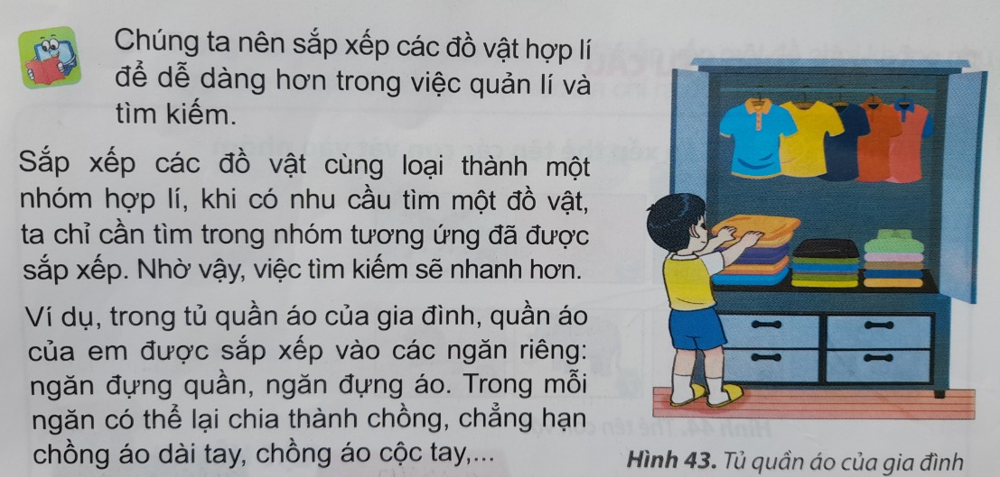 Chúng ta nên sắp xếp các đồ vật hợp lí
để dễ dàng hơn trong việc quản lí và
tìm kiếm.
Sắp xếp các đồ vật cùng loại thành một
nhóm hợp lí, khi có nhu cầu tìm một đồ vật,
ta chỉ cần tìm trong nhóm tương ứng đã được
sắp xếp. Nhờ vậy, việc tìm kiếm sẽ nhanh hơn.
Ví dụ, trong tủ quần áo của gia đình, quần áo
của em được sắp xếp vào các ngăn riêng:
ngăn đựng quần, ngăn đựng áo. Trong mỗi
ngăn có thể lại chia thành chồng, chẳng hạn
chồng áo dài tay, chồng áo cộc tay,...
Hình 43. Tủ quần áo của gia đình